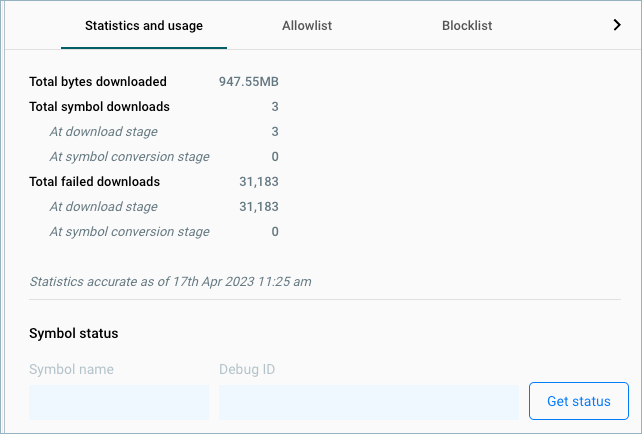 Statistics and usage Allowlist Blocklist
Total bytes downloaded 947.55MB
Total symbol downloads 3
At download stage 3
At symbol conversion stage 0
Total failed downloads 31,183
At download stage 31,183
At symbol conversion stage 0
Statistics accurate as of 17th Apr 2023 11:25 am
Symbol status
Symbol name Debug ID
Get status